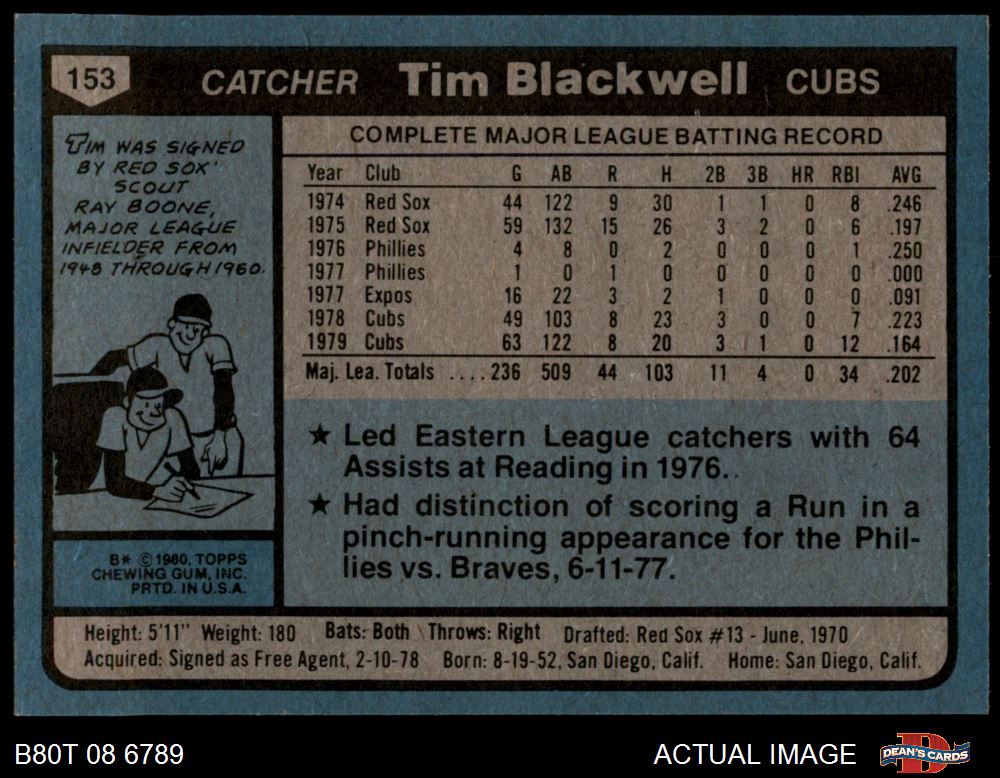 153 CATCHER Tim Blackwell CUBS
TIM WAS SIGNED
BY RED SOX'
SCOUT
RAY BOONE,
MAJOR LEAGUE
INFIELDER FROM
1948 THROUGH 1960.
B* © 1980, TOPPS
CHEWING GUM, INC.
PRTD. IN U.S.A.
COMPLETE MAJOR LEAGUE BATTING RECORD
Year Club G AB R H 2B 3B HR RBI AVG
1974 Red Sox 44 122 9 30 1 1 0 8 .246
1975 Red Sox 59 132 15 26 3 2 0 6 .197
1976 Phillies 4 8 0 2 0 0 0 1 .250
1977 Phillies 1 0 1 0 0 0 0 0 .000
1977 Expos 16 22 3 2 1 0 0 0 .091
1978 Cubs 49 103 8 23 3 0 0 7 .223
1979 Cubs 63 122 8 20 3 1 0 12 .164
Maj. Lea. Totals ....236 509 44 103 11 4 0 34 .202
★ Led Eastern League catchers with 64
Assists at Reading in 1976..
★ Had distinction of scoring a Run in a
pinch-running appearance for the Phil-
lies vs. Braves, 6-11-77.
Height: 5'11" Weight: 180 Bats: Both Throws: Right Drafted: Red Sox #13 - June, 1970
Acquired: Signed as Free Agent, 2-10-78 Born: 8-19-52, San Diego, Calif. Home: San Diego, Calif.
B80T 08 6789 ACTUAL IMAGE DEAN'S CARDS